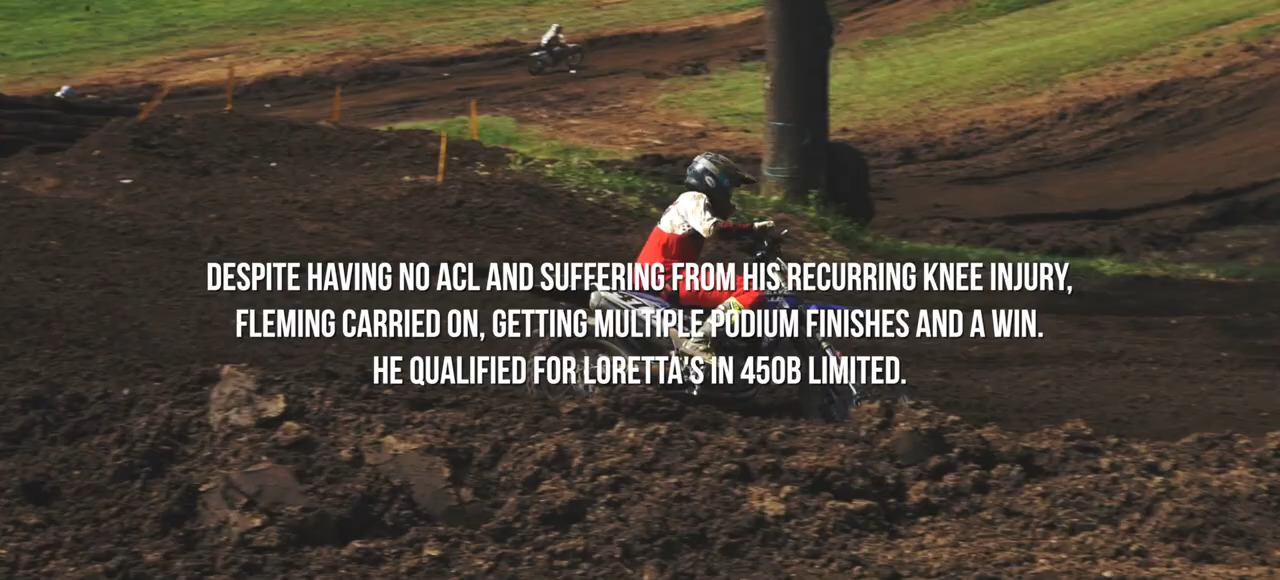 DESPITE HAVING NO ACL AND SUFFERING FROM HIS RECURRING KNEE INJURY,
FLEMING CARRIED ON, GETTING MULTIPLE PODIUM FINISHES AND A WIN.
HE QUALIFIED FOR LORETTA'S IN 450B LIMITED.